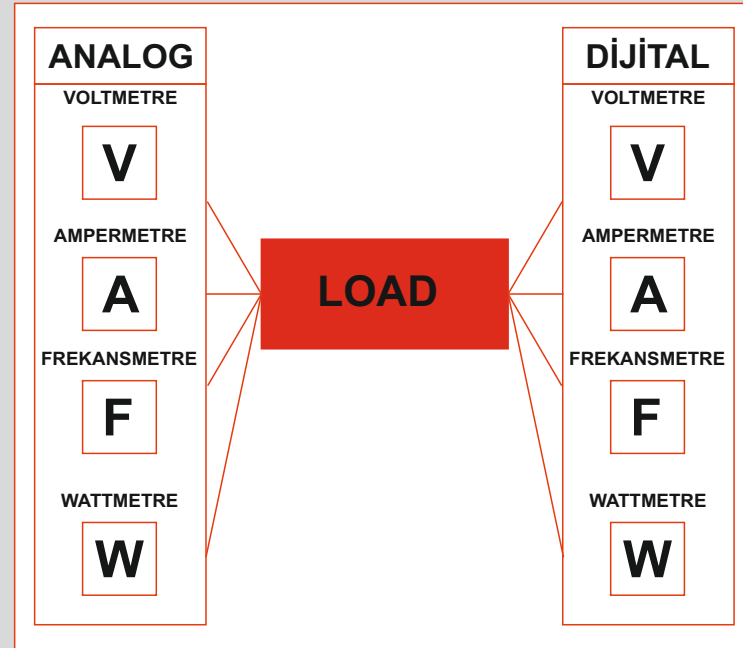 ANALOG
VOLTMETRE
V
AMPERMETRE
A
FREKANSMETRE
F
WATTMETRE
W
LOAD
DİJİTAL
VOLTMETRE
V
AMPERMETRE
A
FREKANSMETRE
F
WATTMETRE
W